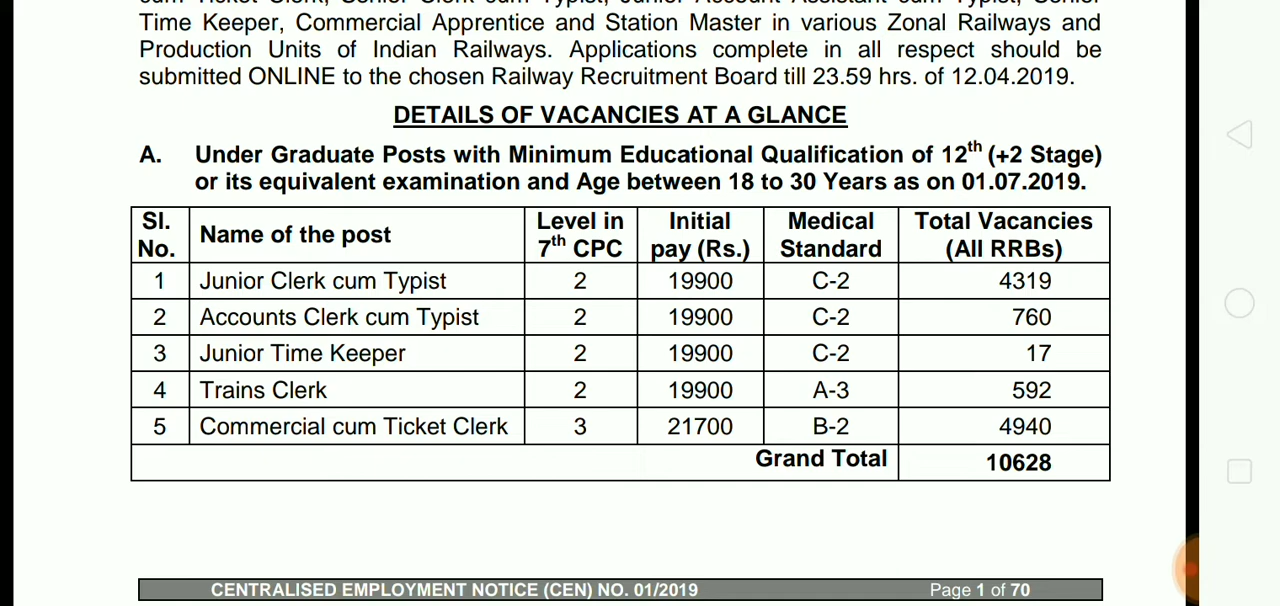 Time Keeper, Commercial Apprentice and Station Master in various Zonal Railways and
Production Units of Indian Railways. Applications complete in all respect should be
submitted ONLINE to the chosen Railway Recruitment Board till 23.59 hrs. of 12.04.2019.
DETAILS OF VACANCIES AT A GLANCE
A. Under Graduate Posts with Minimum Educational Qualification of 12th (+2 Stage)
or its equivalent examination and Age between 18 to 30 Years as on 01.07.2019.
Sl. No. Name of the post Level in 7th CPC Initial pay (Rs.) Medical Standard Total Vacancies (All RRBs)
1 Junior Clerk cum Typist 2 19900 C-2 4319
2 Accounts Clerk cum Typist 2 19900 C-2 760
3 Junior Time Keeper 2 19900 C-2 17
4 Trains Clerk 2 19900 A-3 592
5 Commercial cum Ticket Clerk 3 21700 B-2 4940
Grand Total 10628
CENTRALISED EMPLOYMENT NOTICE (CEN) NO. 01/2019 Page 1 of 70